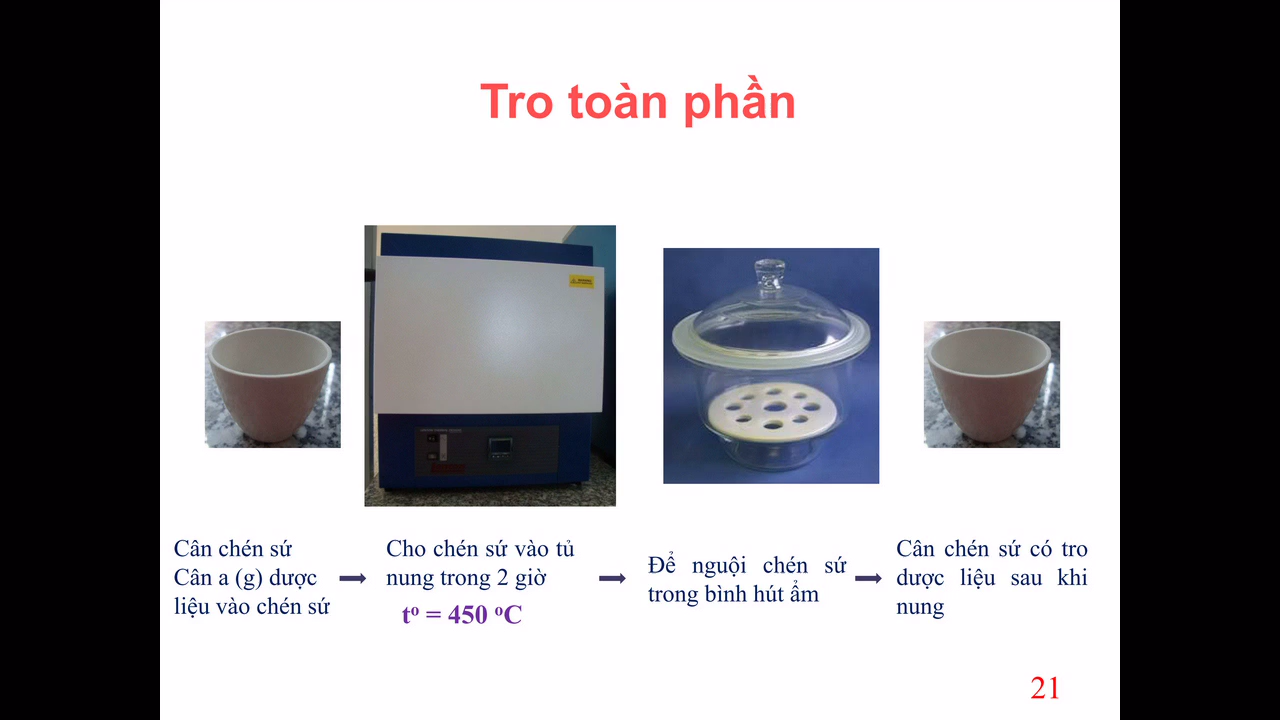 Tro toàn phần
Cân chén sứ
Cân a (g) dược
liệu vào chén sứ
Cho chén sứ vào tủ
nung trong 2 giờ
tº = 450 ºC
Để nguội chén sứ
trong bình hút ẩm
Cân chén sứ có tro
dược liệu sau khi
nung
21